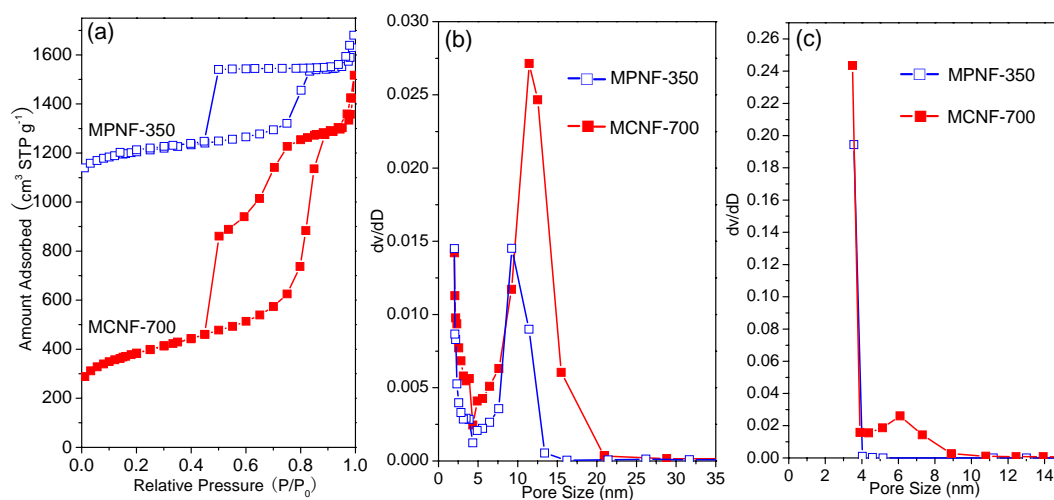 (a)
1600
1400
1200
1000
800
600
400
200
0
Amount Adsorbed (cm³ STP g⁻¹)
MPNF-350
MCNF-700
0.0 0.2 0.4 0.6 0.8 1.0
Relative Pressure (P/P₀)
(b)
0.030
0.025
0.020
0.015
0.010
0.005
0.000
dv/dD
MPNF-350
MCNF-700
0 5 10 15 20 25 30 35
Pore Size (nm)
(c)
0.26
0.24
0.22
0.20
0.18
0.16
0.14
0.12
0.10
0.08
0.06
0.04
0.02
0.00
dv/dD
MPNF-350
MCNF-700
0 2 4 6 8 10 12 14
Pore Size (nm)